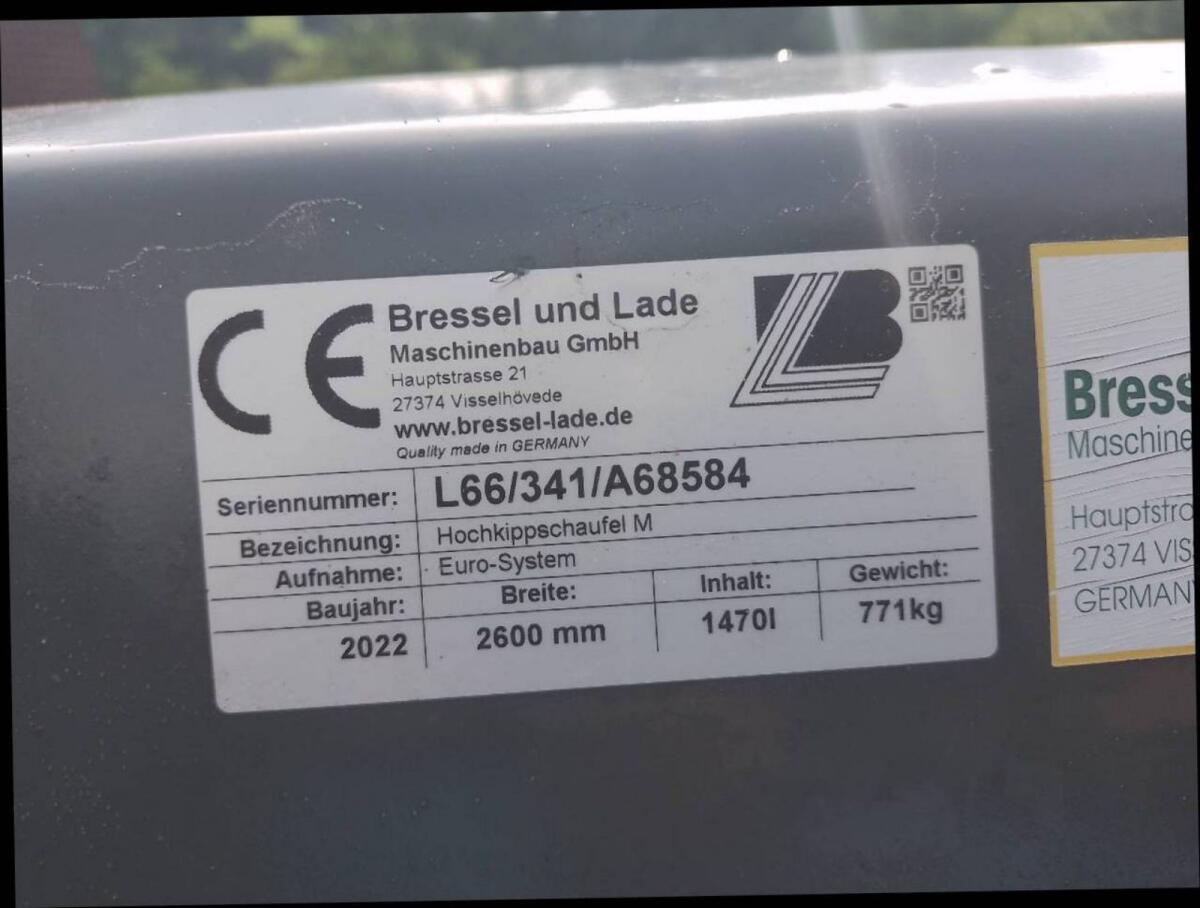 CE
Bressel und Lade
Maschinenbau GmbH
Hauptstrasse 21
27374 Visselhövede
www.bressel-lade.de
Quality made in GERMANY
LB
Seriennummer: L66/341/A68584
Bezeichnung: Hochkippschaufel M
Aufnahme: Euro-System
Baujahr: Breite: Inhalt: Gewicht:
2022 2600 mm 1470l 771kg
Bress
Maschine
Hauptstra
27374 VIS
GERMAN